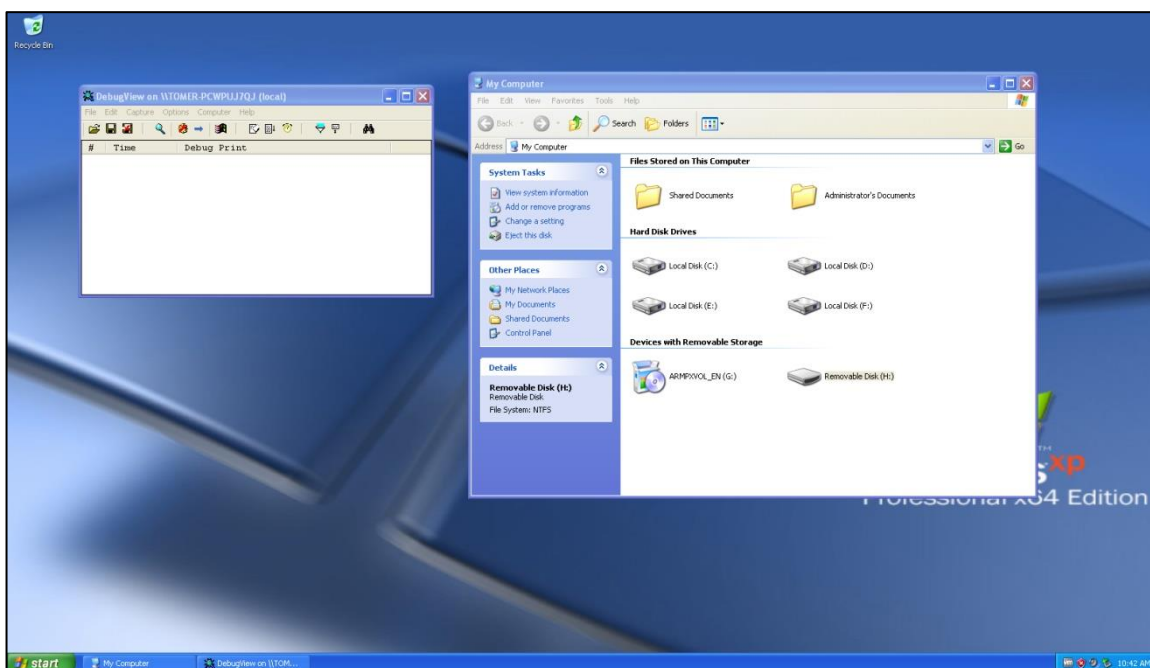 Recycle Bin
DebugView on \\TOMER-PCWPUJ7QJ (local)
File Edit Capture Options Computer Help
# Time Debug Print
My Computer
File Edit View Favorites Tools Help
Back Search Folders
Address My Computer Go
System Tasks
View system information
Add or remove programs
Change a setting
Eject this disk
Other Places
My Network Places
My Documents
Shared Documents
Control Panel
Details
Removable Disk (H:)
Removable Disk
File System: NTFS
Files Stored on This Computer
Shared Documents Administrator's Documents
Hard Disk Drives
Local Disk (C:) Local Disk (D:)
Local Disk (E:) Local Disk (F:)
Devices with Removable Storage
ARMPXVOL_EN (G:) Removable Disk (H:)
TM
s xp
Professional x64 Edition
start My Computer DebugView on \\TOM... 10:42 AM